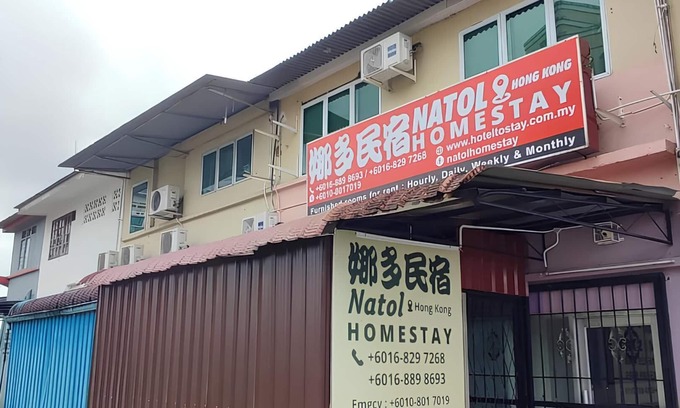 娜多民宿 NATOL HONG KONG
HOMESTAY
+6016-889 8693 / +6016-829 7268
+6010-8017019
www.hoteltostay.com.my
natolhomestay
Furnished rooms for rent : Hourly, Daily, Weekly & Monthly
娜多民宿
Natol Hong Kong
HOMESTAY
+6016-829 7268
+6016-889 8693
Emgcy : +6010-801 7019